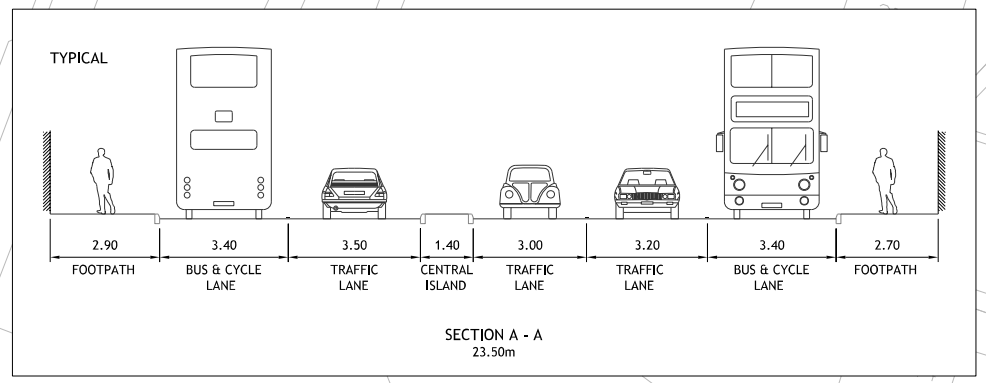 TYPICAL
2.90 3.40 3.50 1.40 3.00 3.20 3.40 2.70
FOOTPATH BUS & CYCLE TRAFFIC CENTRAL TRAFFIC TRAFFIC BUS & CYCLE FOOTPATH
LANE LANE ISLAND LANE LANE LANE
SECTION A - A
23.50m